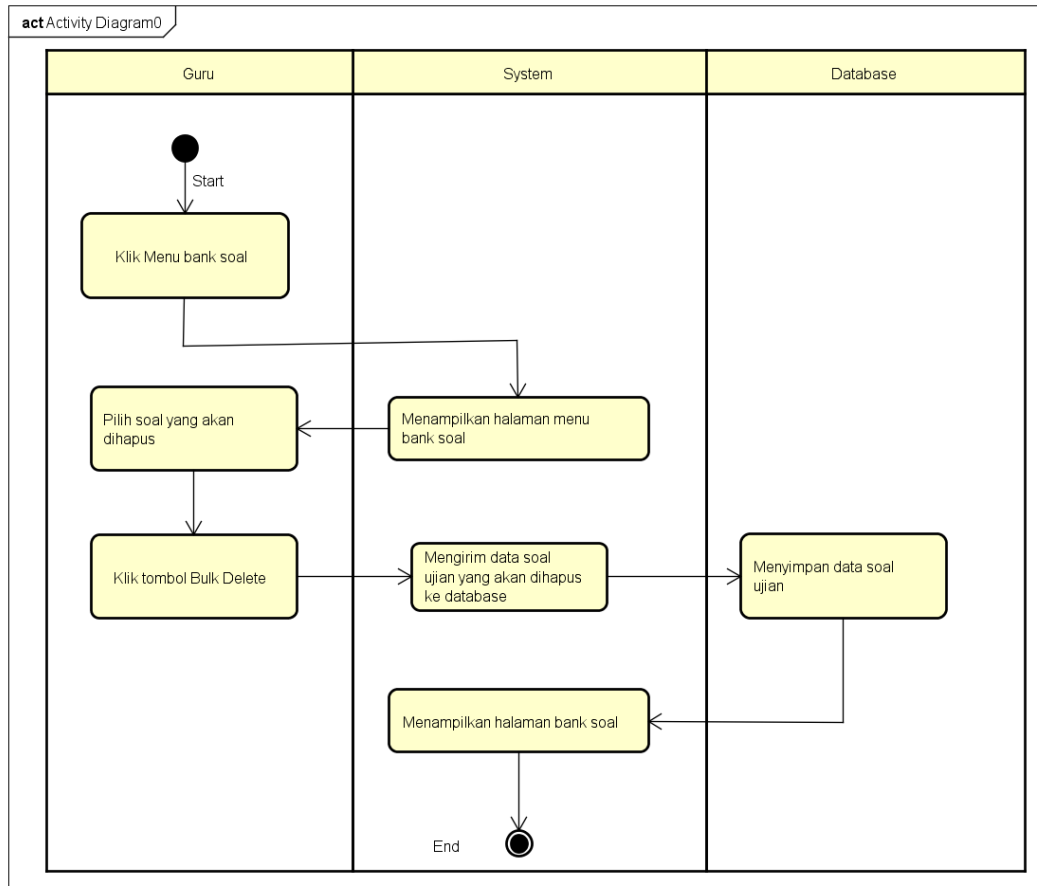 act Activity Diagram0
Guru
System
Database
Start
Klik Menu bank soal
Menampilkan halaman menu
bank soal
Pilih soal yang akan
dihapus
Klik tombol Bulk Delete
Mengirim data soal
ujian yang akan dihapus
ke database
Menyimpan data soal
ujian
Menampilkan halaman bank soal
End